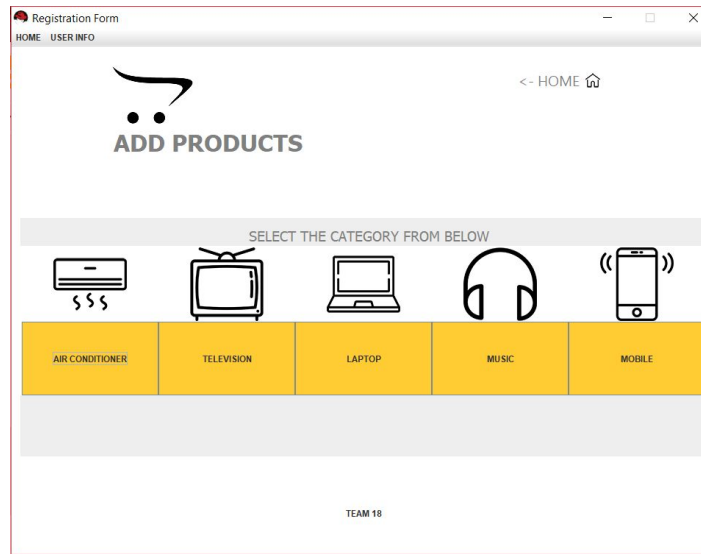 Registration Form
HOME USER INFO
<- HOME
ADD PRODUCTS
SELECT THE CATEGORY FROM BELOW
AIR CONDITIONER TELEVISION LAPTOP MUSIC MOBILE
TEAM 18